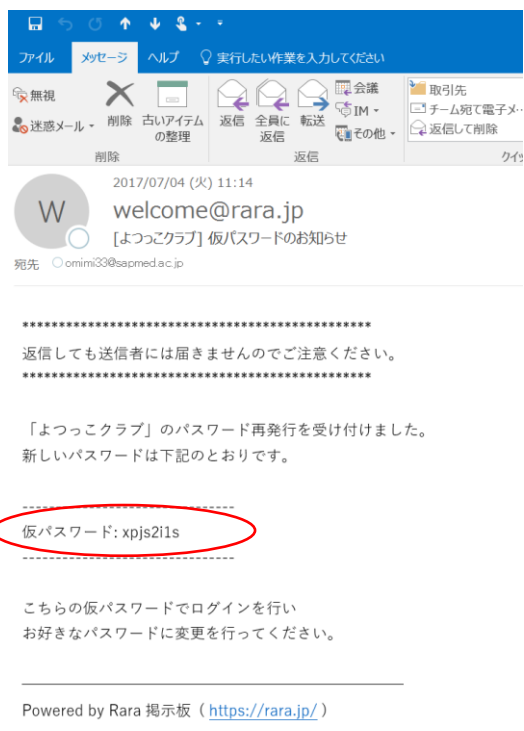 ファイル メッセージ ヘルプ 実行したい作業を入力してください
無視
迷惑メール
削除
古いアイテム
の整理
返信
全員に
返信
転送
会議
IM
その他
取引先
チーム宛て電子メ…
返信して削除
削除 返信
2017/07/04 (火) 11:14
W
welcome@rara.jp
[よつっこクラブ] 仮パスワードのお知らせ
宛先 omimi33@sapmed.ac.jp
************************************************
返信しても送信者には届きませんのでご注意ください。
************************************************
「よつっこクラブ」のパスワード再発行を受け付けました。
新しいパスワードは下記のとおりです。
--------------------------------
仮パスワード: xpjs2i1s
--------------------------------
こちらの仮パスワードでログインを行い
お好きなパスワードに変更を行ってください。
Powered by Rara 掲示板（ https://rara.jp/ ）